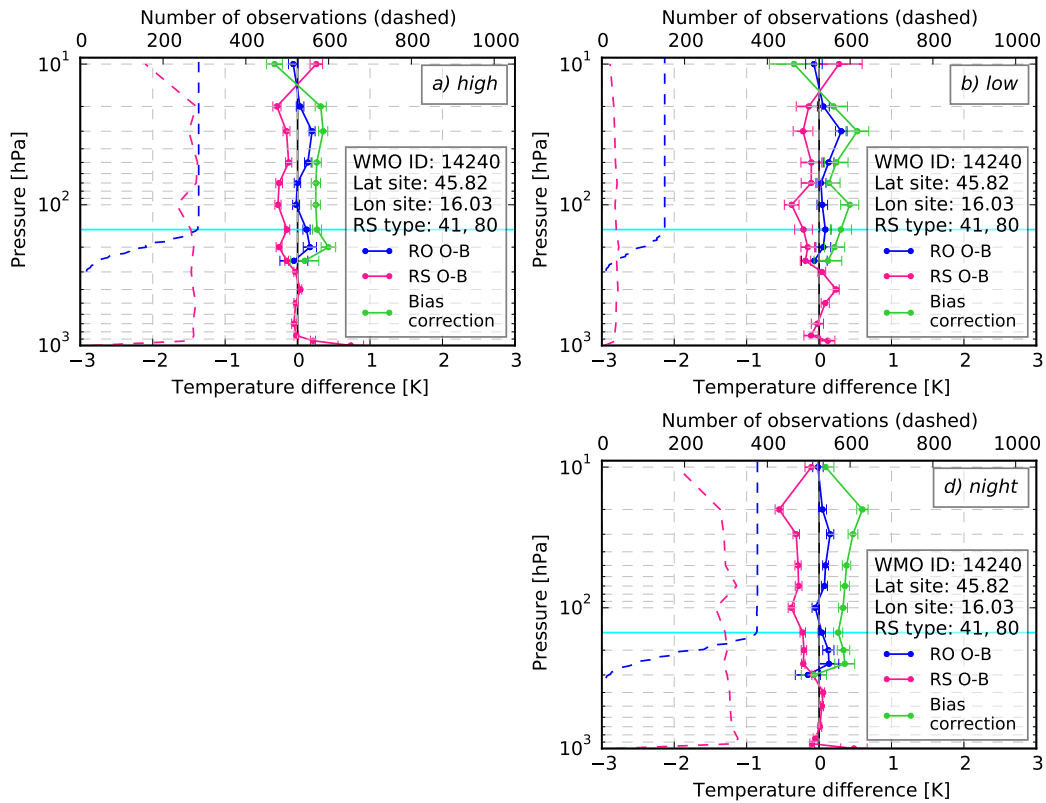 Number of observations (dashed)
0 200 400 600 800 1000
10¹
10²
10³
Pressure [hPa]
a) high
WMO ID: 14240
Lat site: 45.82
Lon site: 16.03
RS type: 41, 80
RO O-B
RS O-B
Bias
correction
−3 −2 −1 0 1 2 3
Temperature difference [K]
Number of observations (dashed)
0 200 400 600 800 1000
10¹
10²
10³
Pressure [hPa]
b) low
WMO ID: 14240
Lat site: 45.82
Lon site: 16.03
RS type: 41, 80
RO O-B
RS O-B
Bias
correction
−3 −2 −1 0 1 2 3
Temperature difference [K]
Number of observations (dashed)
0 200 400 600 800 1000
10¹
10²
10³
Pressure [hPa]
d) night
WMO ID: 14240
Lat site: 45.82
Lon site: 16.03
RS type: 41, 80
RO O-B
RS O-B
Bias
correction
−3 −2 −1 0 1 2 3
Temperature difference [K]